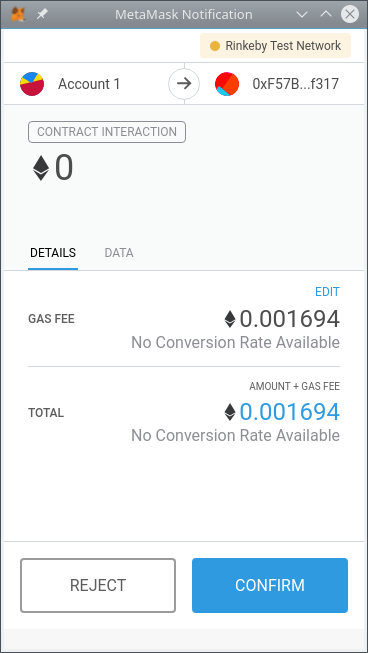 MetaMask Notification
Rinkeby Test Network
Account 1
0xF57B...f317
CONTRACT INTERACTION
0
DETAILS
DATA
EDIT
GAS FEE
0.001694
No Conversion Rate Available
AMOUNT + GAS FEE
TOTAL
0.001694
No Conversion Rate Available
REJECT
CONFIRM